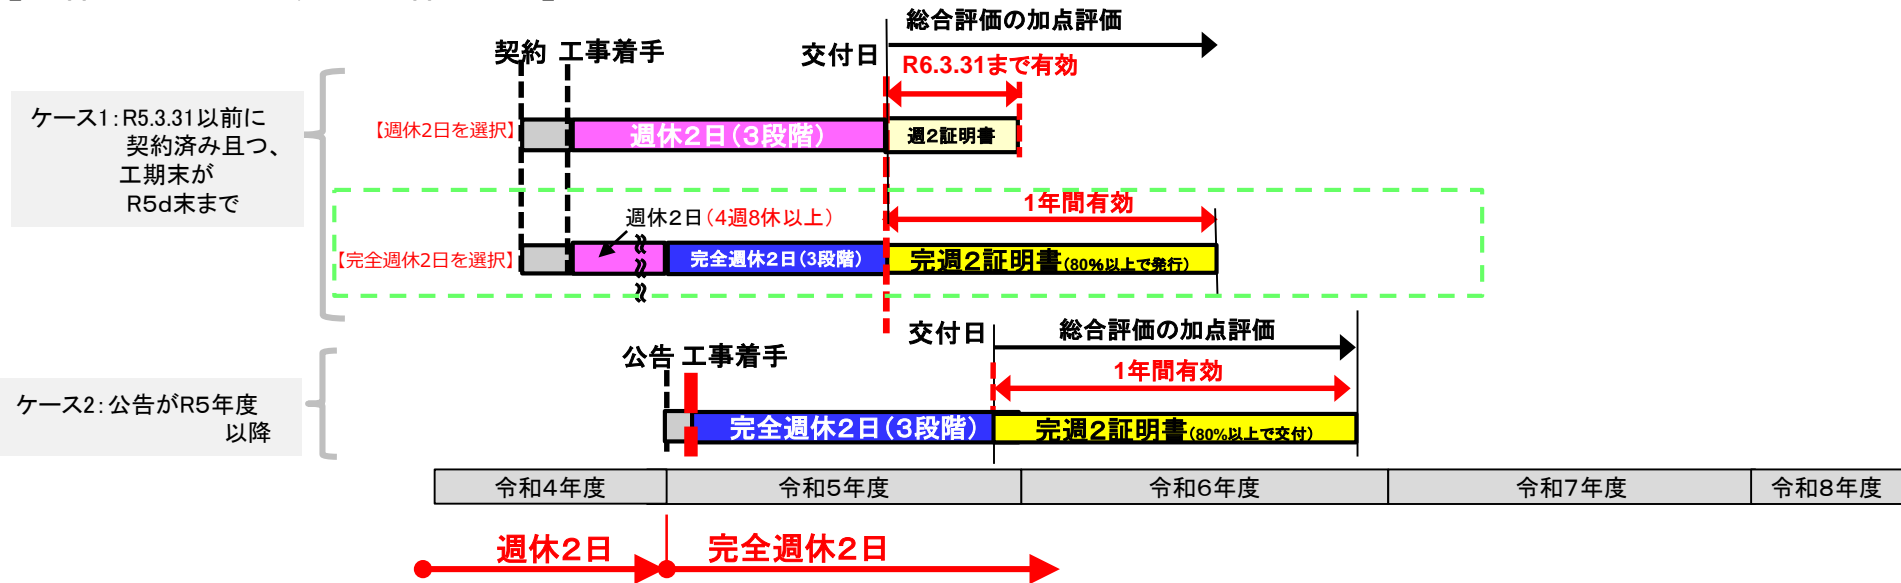 総合評価の加点評価
契約 工事着手
交付日
R6.3.31まで有効
ケース1：R5.3.31以前に
契約済み且つ、
工期末が
R5d末まで
【週休2日を選択】
週休２日（３段階）
週2証明書
1年間有効
週休２日（４週８休以上）
【完全週休2日を選択】
完全週休２日（３段階）
完週２証明書（80％以上で発行）
交付日
総合評価の加点評価
公告 工事着手
1年間有効
ケース2：公告がR5年度
以降
完全週休２日（３段階）
完週２証明書（80%以上で交付）
令和４年度
令和５年度
令和６年度
令和７年度
令和８年度
週休２日
完全週休２日